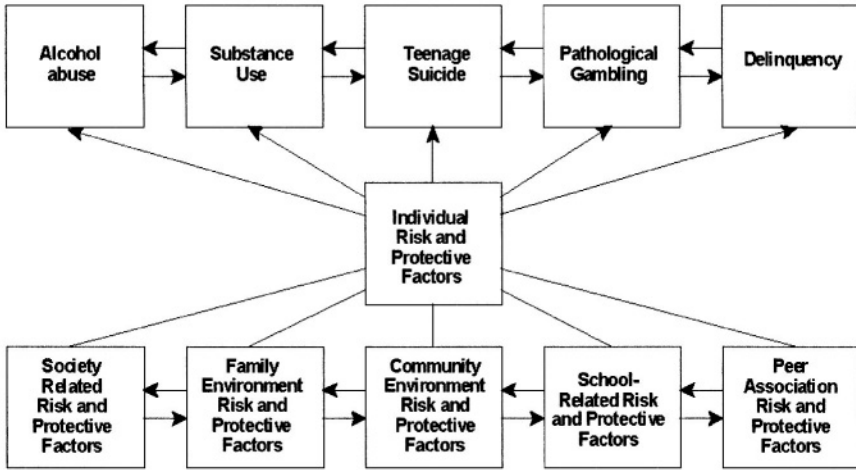 Alcohol
abuse
Substance
Use
Teenage
Suicide
Pathological
Gambling
Delinquency
Individual
Risk and
Protective
Factors
Society
Related
Risk and
Protective
Factors
Family
Environment
Risk and
Protective
Factors
Community
Environment
Risk and
Protective
Factors
School-
Related Risk
and Protective
Factors
Peer
Association
Risk and
Protective
Factors